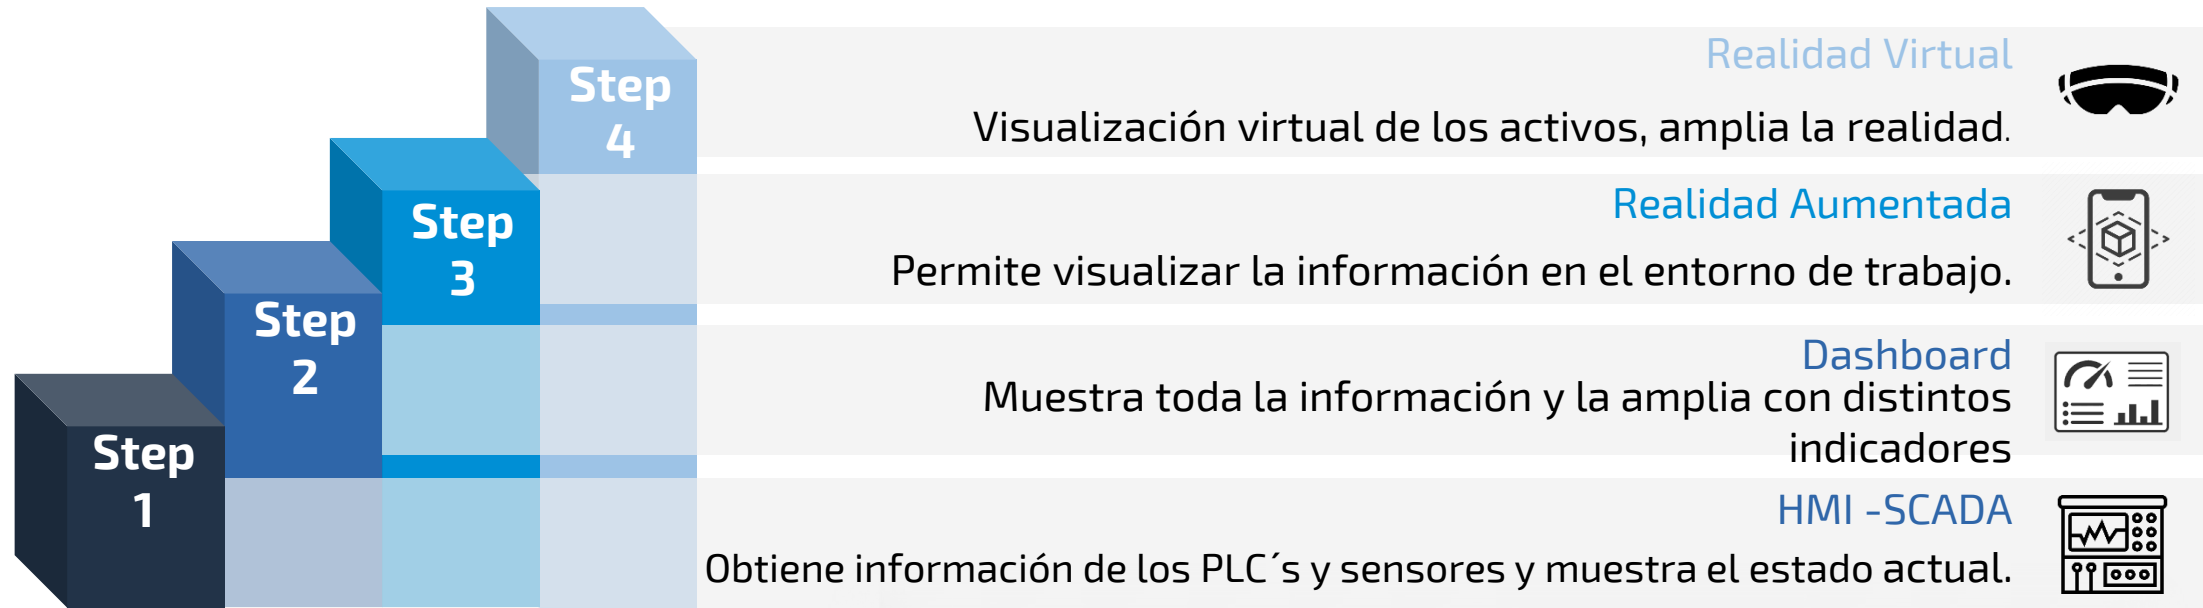 Step
4
Realidad Virtual
Visualización virtual de los activos, amplia la realidad.
Step
3
Realidad Aumentada
Permite visualizar la información en el entorno de trabajo.
Step
2
Dashboard
Muestra toda la información y la amplia con distintos
indicadores
Step
1
HMI -SCADA
Obtiene información de los PLC´s y sensores y muestra el estado actual.